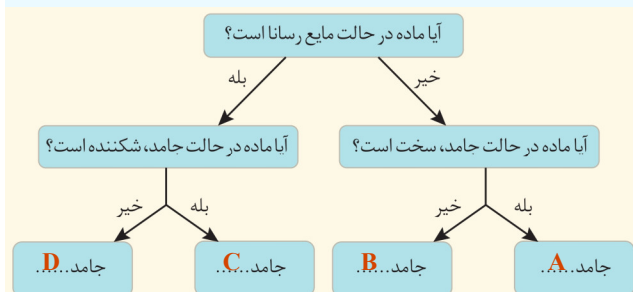 آیا ماده در حالت مایع رسانا است؟
خیر
بله
آیا ماده در حالت جامد، سخت است؟
آیا ماده در حالت جامد، شکننده است؟
بله
خیر
بله
خیر
جامد......A
جامد......B
جامد......C
جامد......D